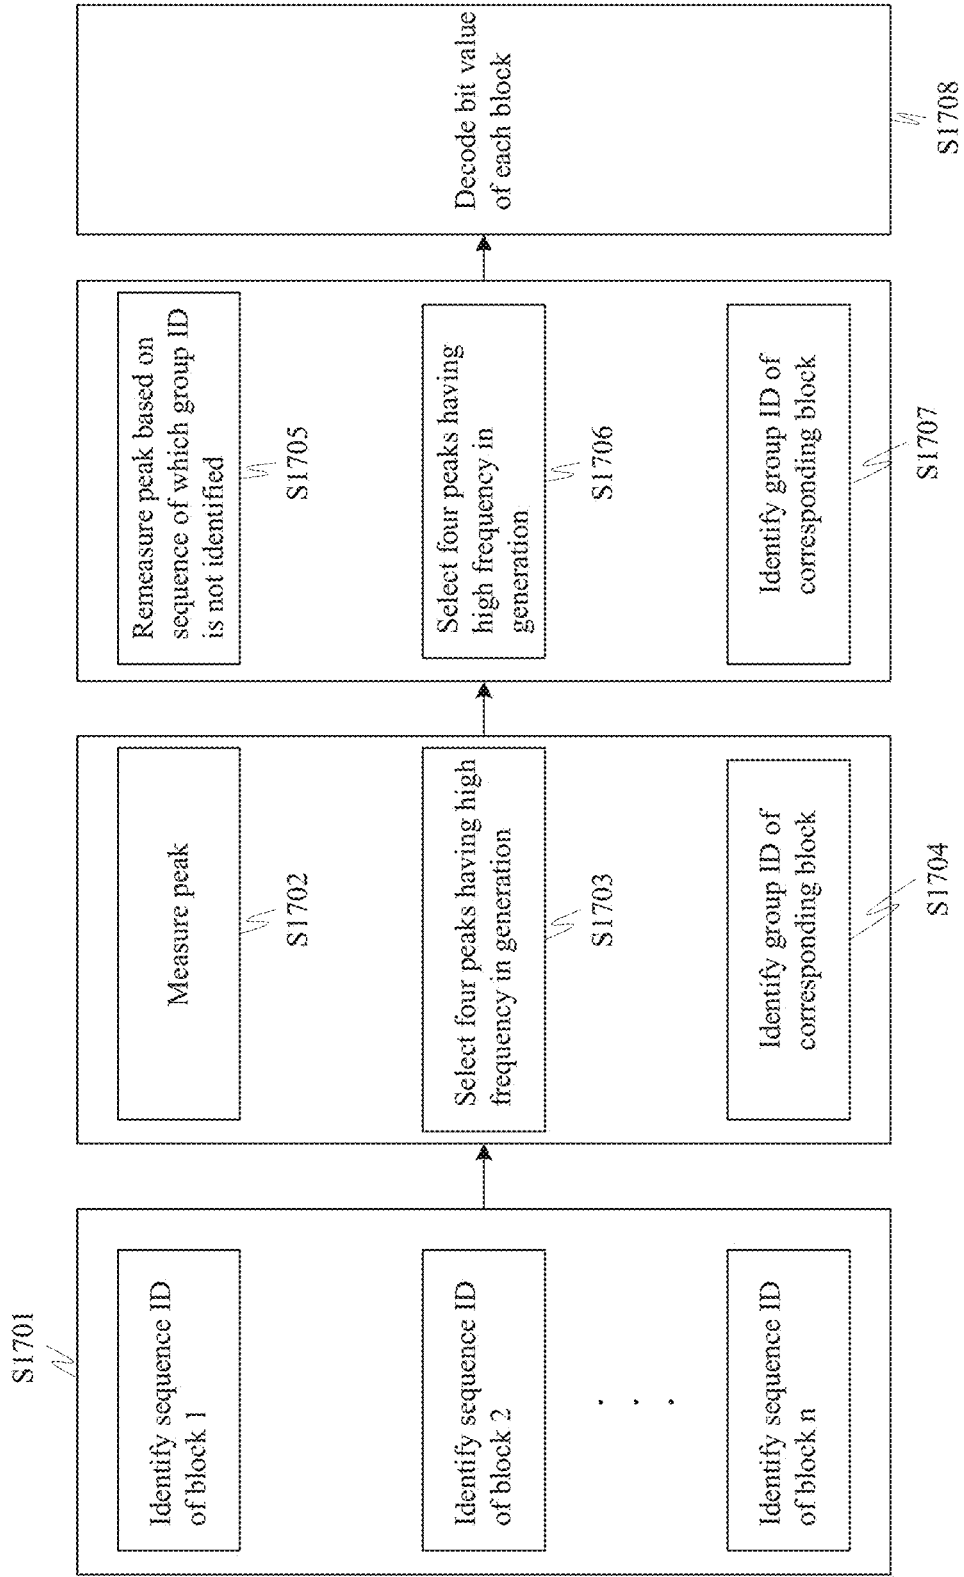 S1701
Identify sequence ID
of block 1
Identify sequence ID
of block 2
. . .
Identify sequence ID
of block n
Measure peak
S1702
Select four peaks having high
frequency in generation
S1703
Identify group ID of
corresponding block
S1704
Remeasure peak based on
sequence of which group ID
is not identified
S1705
Select four peaks having
high frequency in
generation
S1706
Identify group ID of
corresponding block
S1707
Decode bit value
of each block
S1708